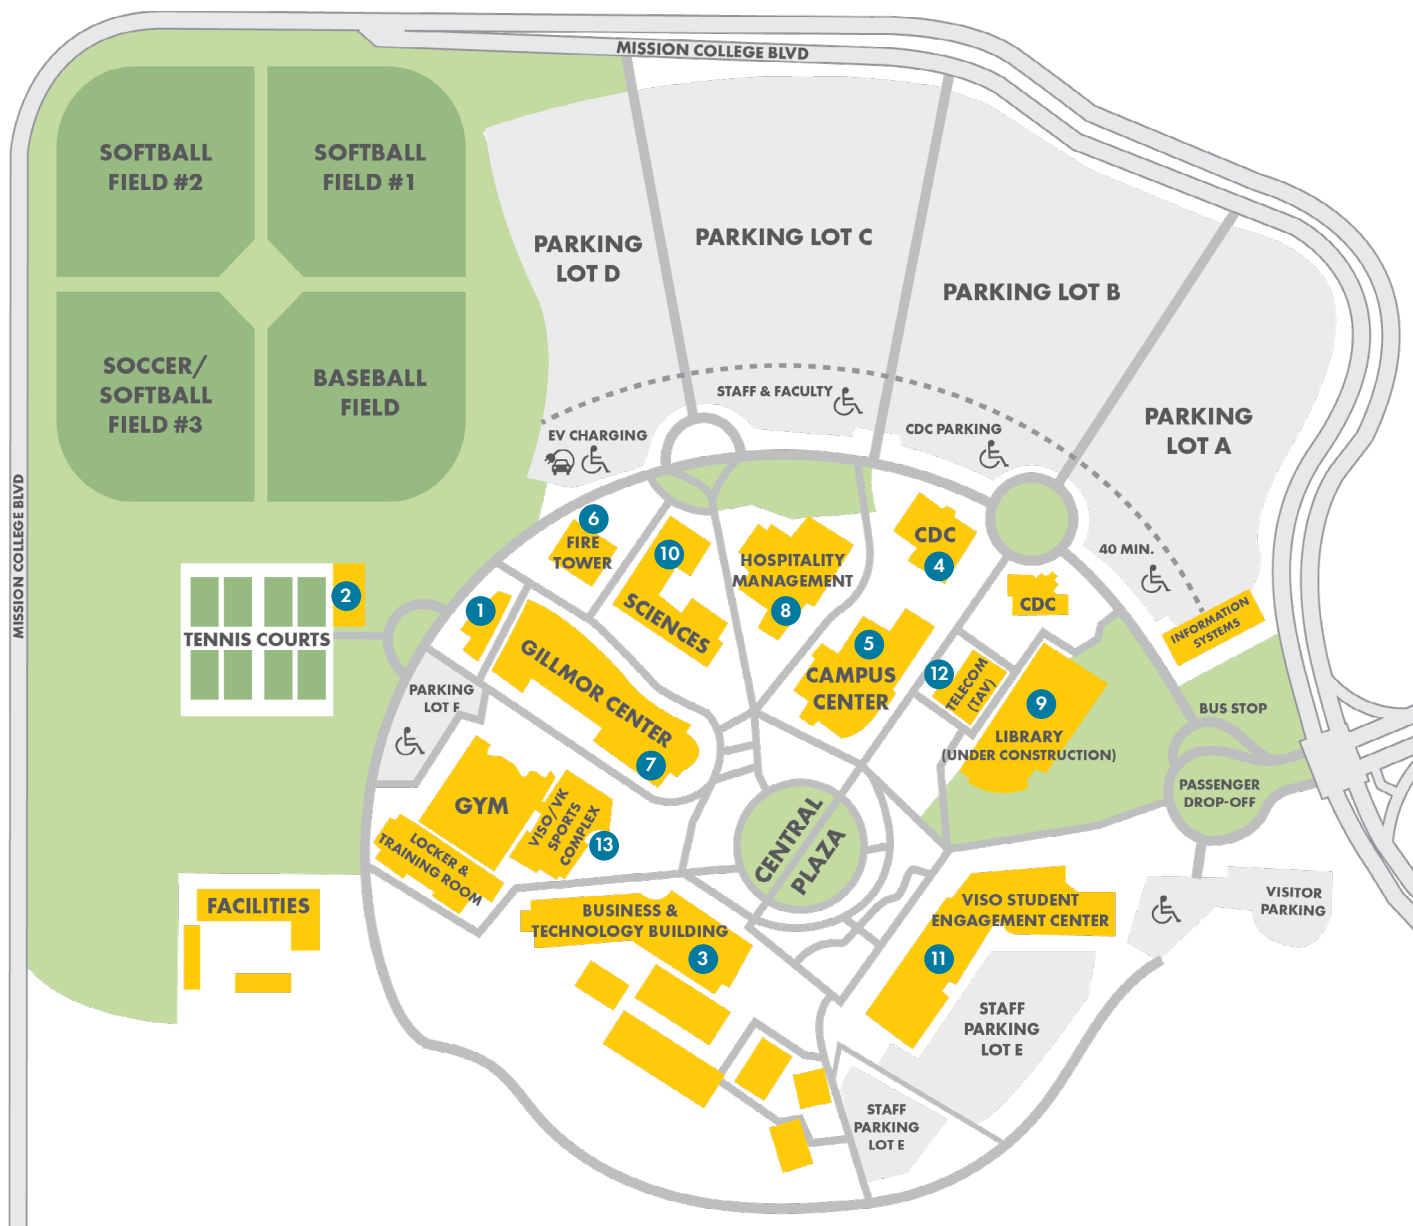 MISSION COLLEGE BLVD
SOFTBALL
FIELD #2
SOFTBALL
FIELD #1
SOCCER/
SOFTBALL
FIELD #3
BASEBALL
FIELD
PARKING
LOT D
PARKING LOT C
PARKING LOT B
PARKING
LOT A
STAFF & FACULTY
EV CHARGING
CDC PARKING
40 MIN.
MISSION COLLEGE BLVD
6
FIRE
TOWER
10
SCIENCES
HOSPITALITY
MANAGEMENT
8
CDC
4
CDC
INFORMATION
SYSTEMS
2
TENNIS COURTS
1
GILLMOR CENTER
7
5
CAMPUS
CENTER
12
TELECOM
(TAV)
9
LIBRARY
(UNDER CONSTRUCTION)
BUS STOP
PASSENGER
DROP-OFF
PARKING
LOT F
GYM
VISO/VK
SPORTS
COMPLEX
13
LOCKER &
TRAINING ROOM
CENTRAL
PLAZA
FACILITIES
BUSINESS &
TECHNOLOGY BUILDING
3
VISO STUDENT
ENGAGEMENT CENTER
11
VISITOR
PARKING
STAFF
PARKING
LOT E
STAFF
PARKING
LOT E